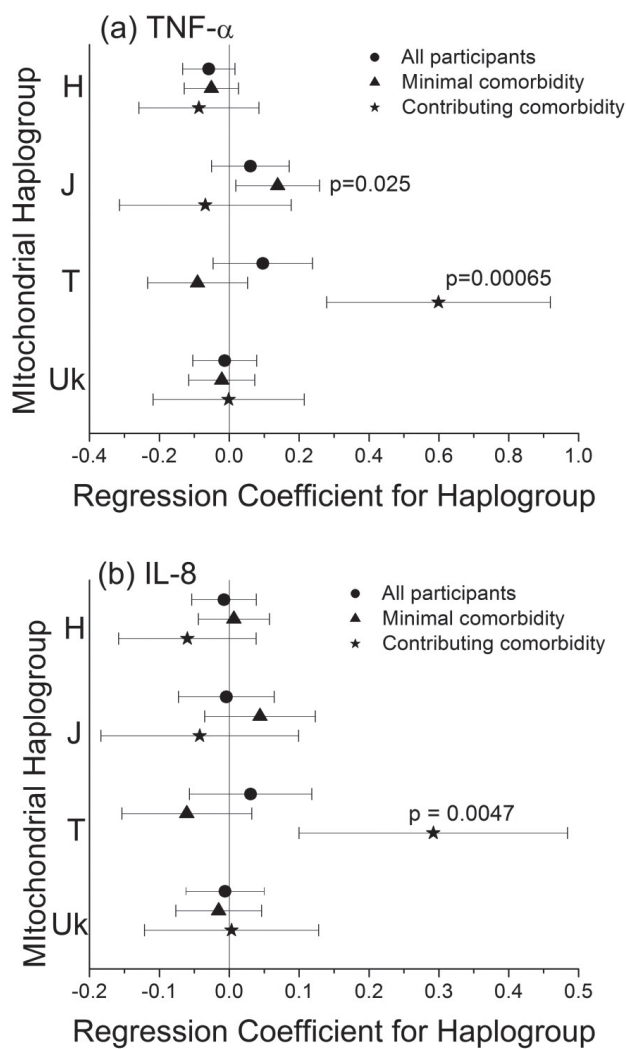 (a) TNF-α
All participants
Minimal comorbidity
Contributing comorbidity
MItochondrial Haplogroup
H
J
p=0.025
T
p=0.00065
Uk
-0.4 -0.2 0.0 0.2 0.4 0.6 0.8 1.0
Regression Coefficient for Haplogroup
(b) IL-8
All participants
Minimal comorbidity
Contributing comorbidity
MItochondrial Haplogroup
H
J
T
p = 0.0047
Uk
-0.2 -0.1 0.0 0.1 0.2 0.3 0.4 0.5
Regression Coefficient for Haplogroup